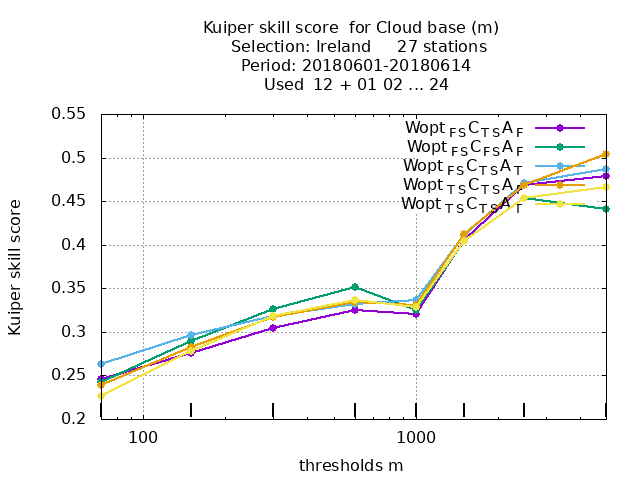 Kuiper skill score for Cloud base (m)
Selection: Ireland 27 stations
Period: 20180601-20180614
Used 12 + 01 02 ... 24
0.55
0.5
0.45
0.4
0.35
0.3
0.25
0.2
Kuiper skill score
Wopt FS C TS A F
Wopt FS C FS A F
Wopt FS C TS A T
Wopt TS C TS A F
Wopt TS C TS A T
100 1000
thresholds m